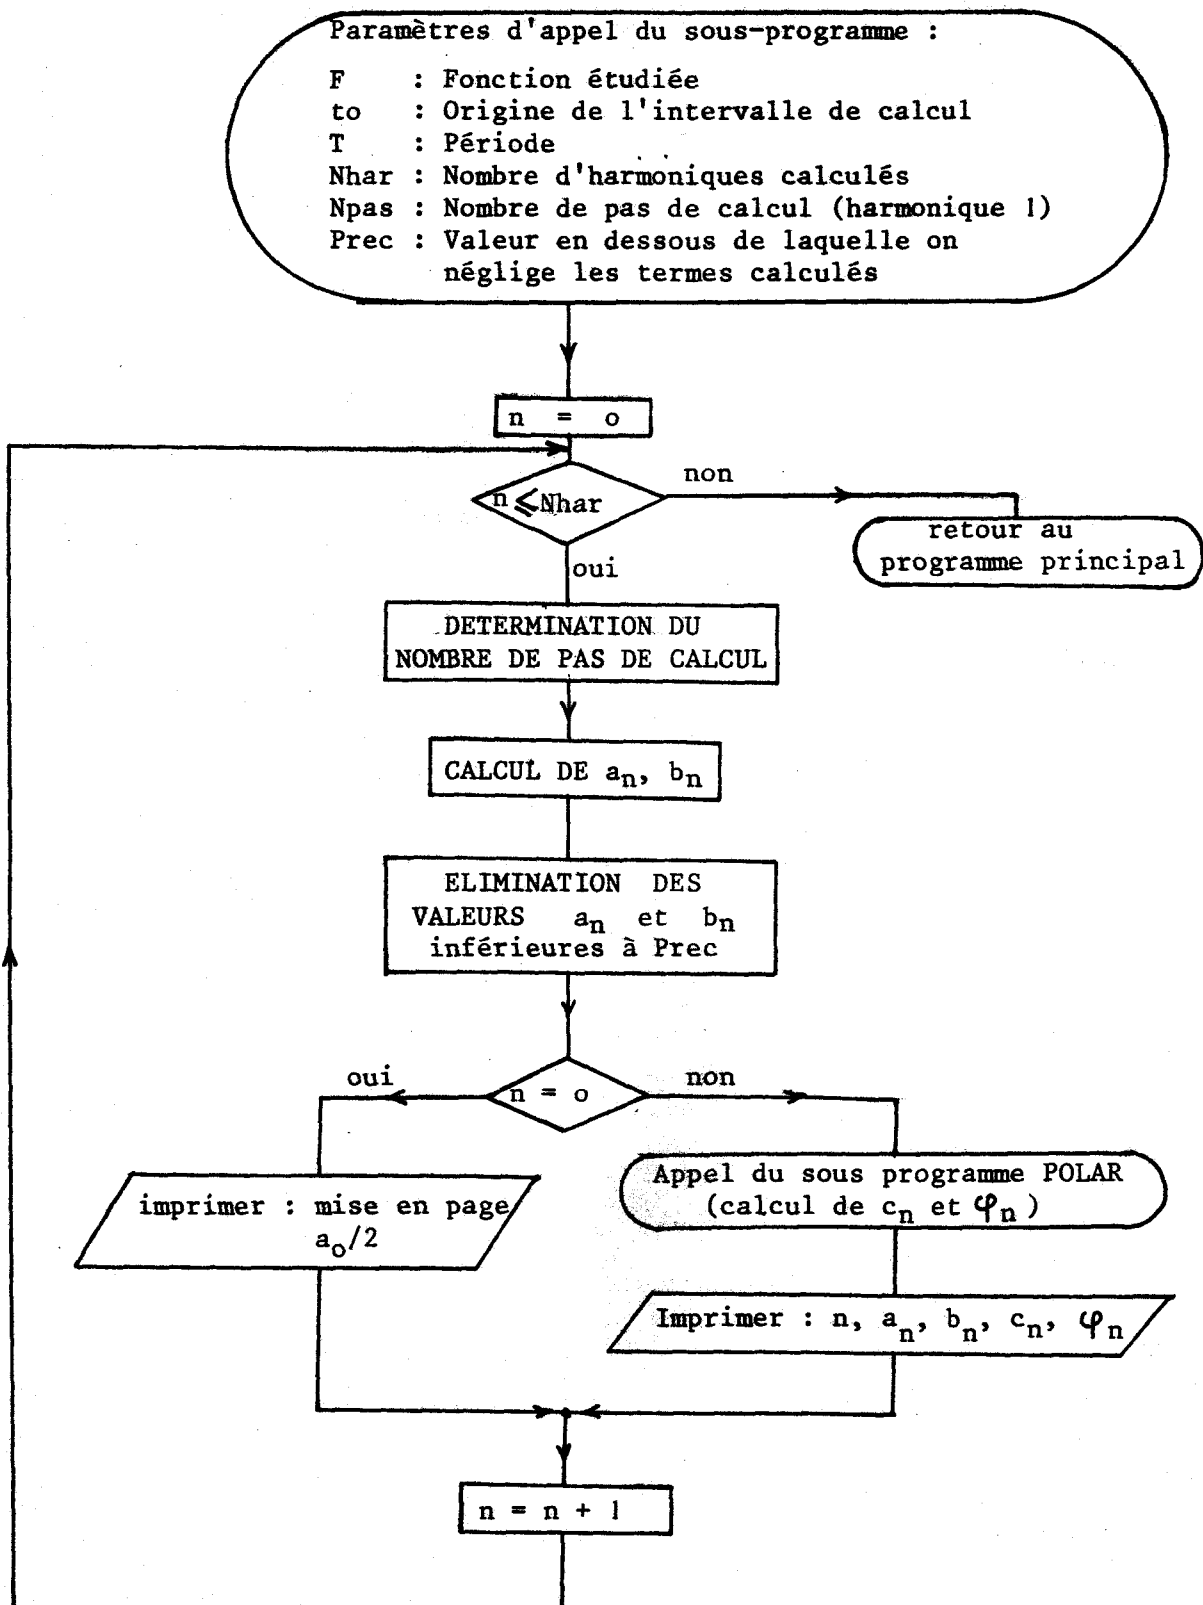 Paramètres d'appel du sous-programme :
F : Fonction étudiée
to : Origine de l'intervalle de calcul
T : Période
Nhar : Nombre d'harmoniques calculés
Npas : Nombre de pas de calcul (harmonique 1)
Prec : Valeur en dessous de laquelle on
néglige les termes calculés
n = o
n ⩽ Nhar
non
retour au
programme principal
oui
DETERMINATION DU
NOMBRE DE PAS DE CALCUL
CALCUL DE aₙ, bₙ
ELIMINATION DES
VALEURS aₙ et bₙ
inférieures à Prec
oui
n = o
non
imprimer : mise en page
aₒ/2
Appel du sous programme POLAR
(calcul de cₙ et φₙ)
Imprimer : n, aₙ, bₙ, cₙ, φₙ
n = n + 1